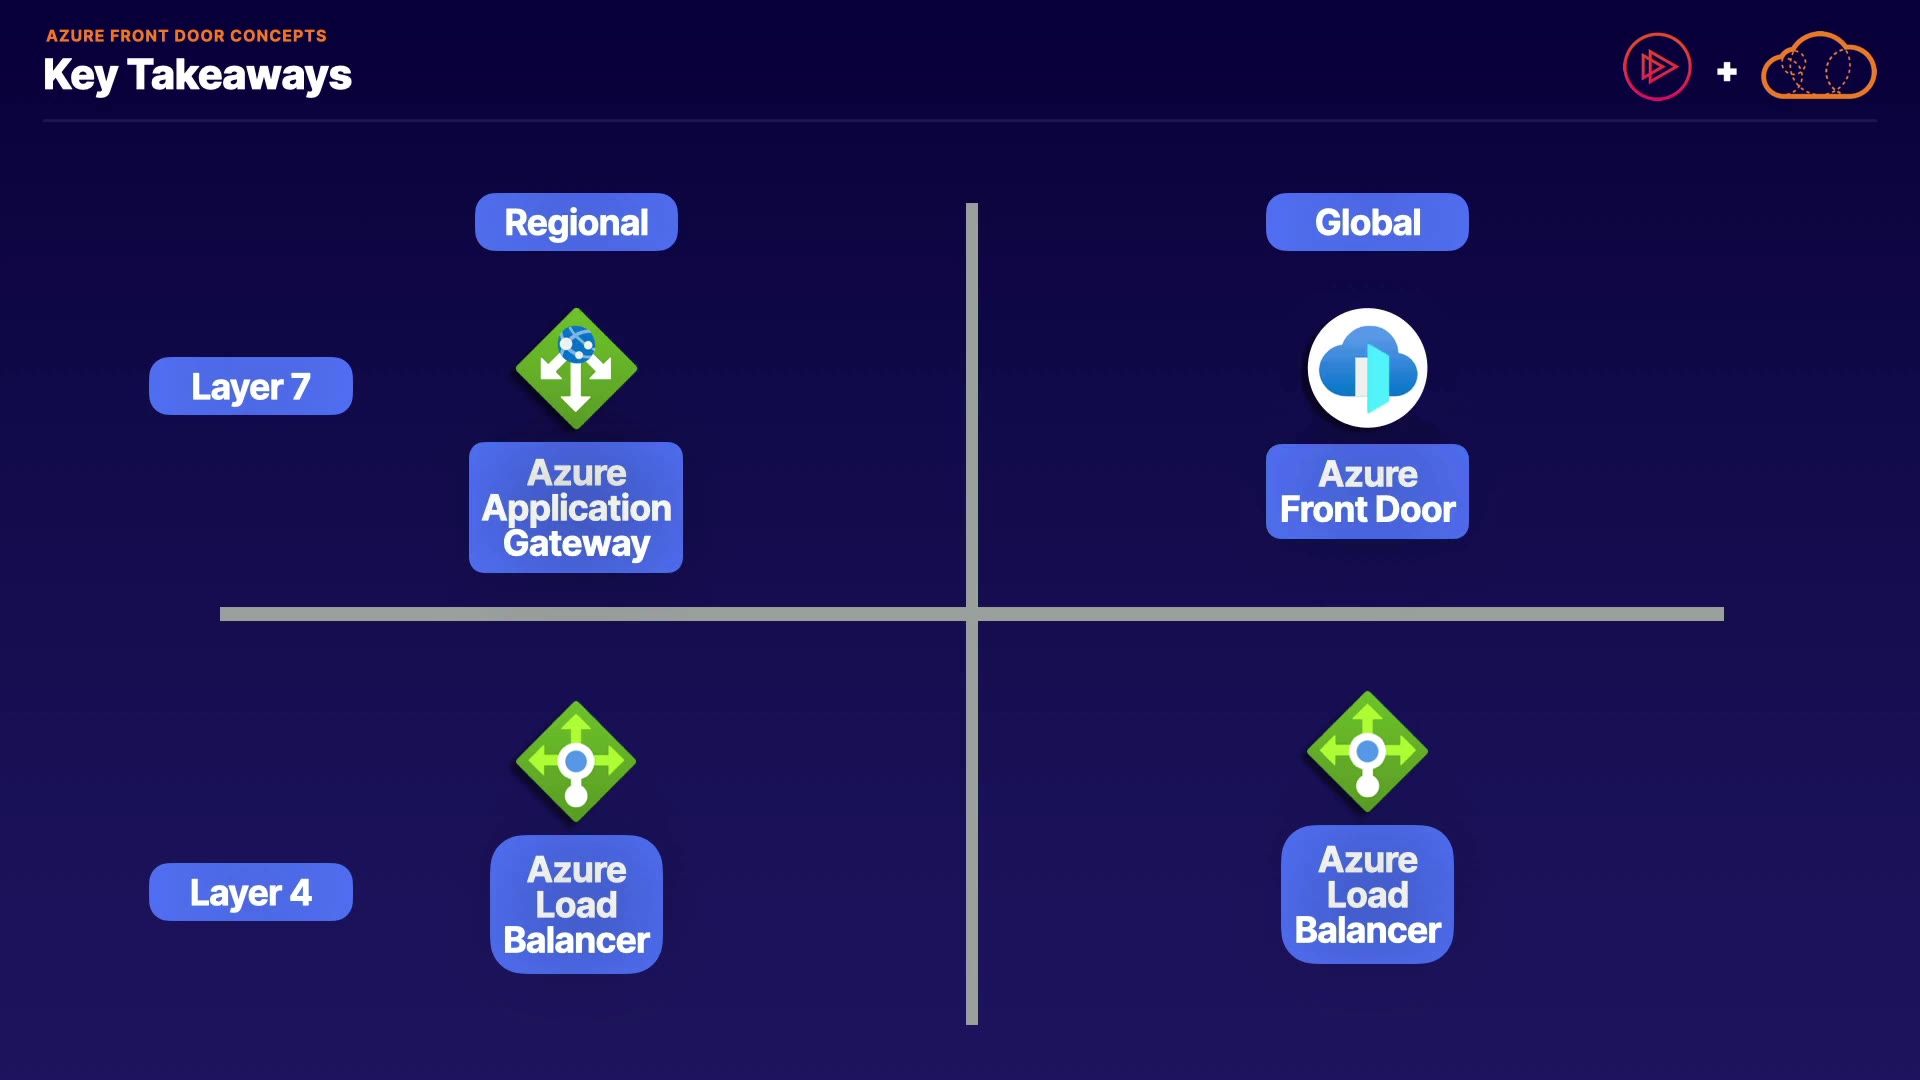 AZURE FRONT DOOR CONCEPTS
Key Takeaways
Regional
Global
Layer 7
Azure
Application
Gateway
Azure
Front Door
Layer 4
Azure
Load
Balancer
Azure
Load
Balancer